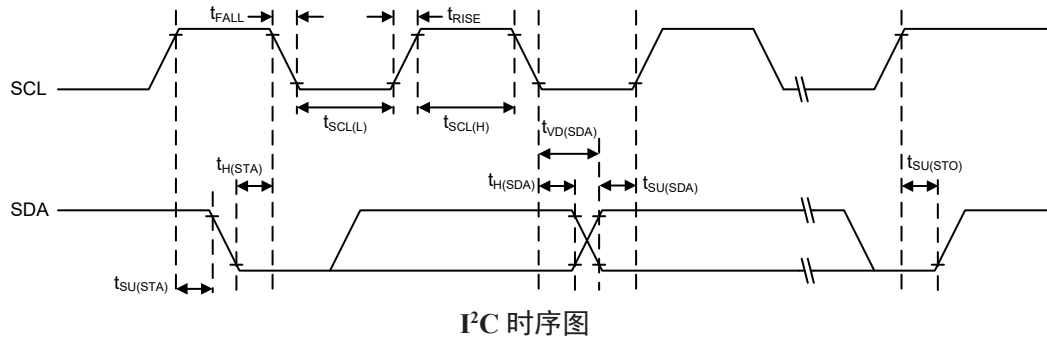 tFALL tRISE
SCL
tSCL(L) tSCL(H)
tVD(SDA)
tH(STA) tH(SDA) tSU(SDA) tSU(STO)
SDA
tSU(STA)
I²C 时序图